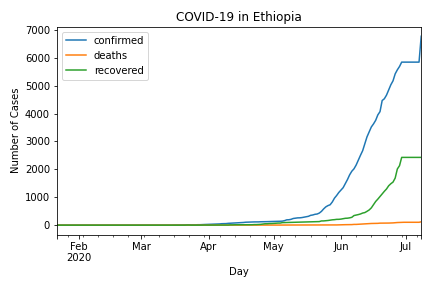 COVID-19 in Ethiopia
confirmed
deaths
recovered
Number of Cases
7000
6000
5000
4000
3000
2000
1000
0
Feb
2020
Mar
Apr
May
Jun
Jul
Day